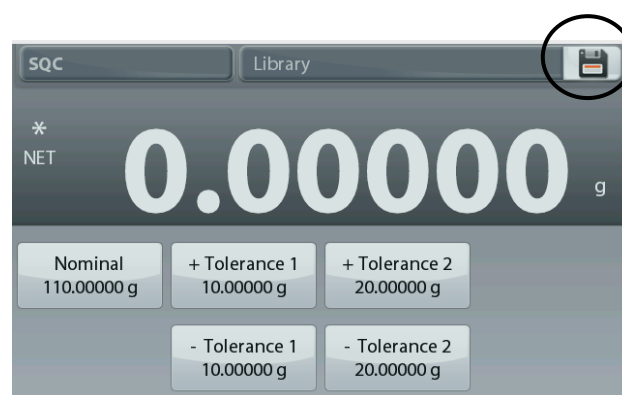 SQC Library
*
NET 0.00000 g
Nominal + Tolerance 1 + Tolerance 2
110.00000 g 10.00000 g 20.00000 g
- Tolerance 1 - Tolerance 2
10.00000 g 20.00000 g